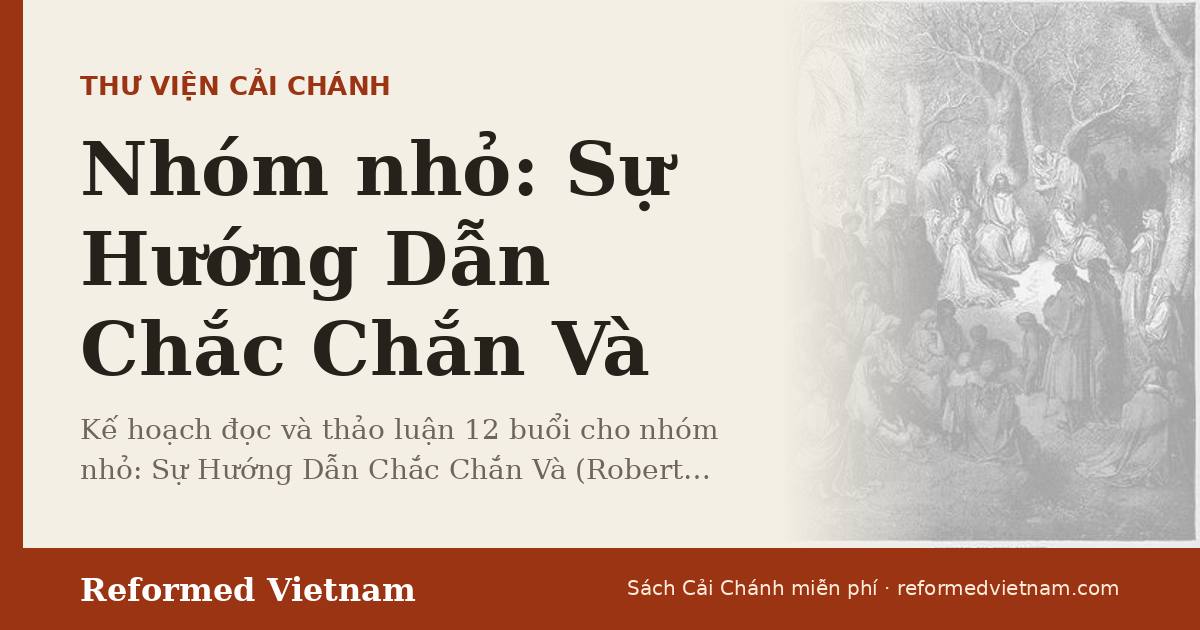 THƯ VIỆN CẢI CHÁNH
Nhóm nhỏ: Sự
Hướng Dẫn
Chắc Chắn Và
Kế hoạch đọc và thảo luận 12 buổi cho nhóm
nhỏ: Sự Hướng Dẫn Chắc Chắn Và (Robert...
Reformed Vietnam
Sách Cải Chánh miễn phí · reformedvietnam.com